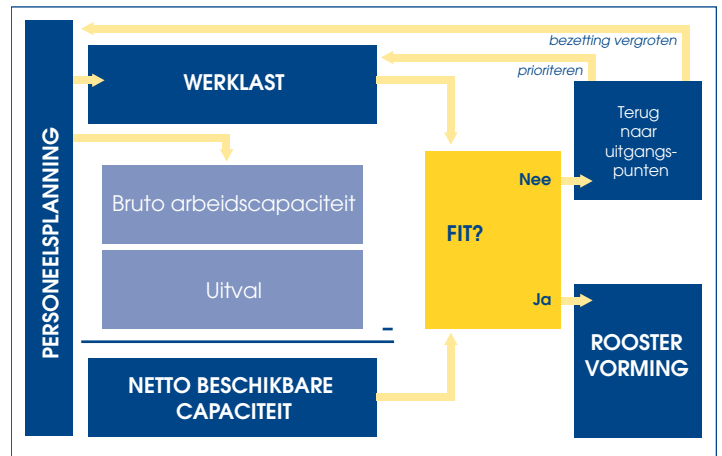 PERSONEELSPLANNING
bezetting vergroten
prioriteren
WERKLAST
Terug
naar
uitgangs-
punten
Bruto arbeidscapaciteit
Nee
FIT?
Uitval
Ja
–
ROOSTER
VORMING
NETTO BESCHIKBARE
CAPACITEIT